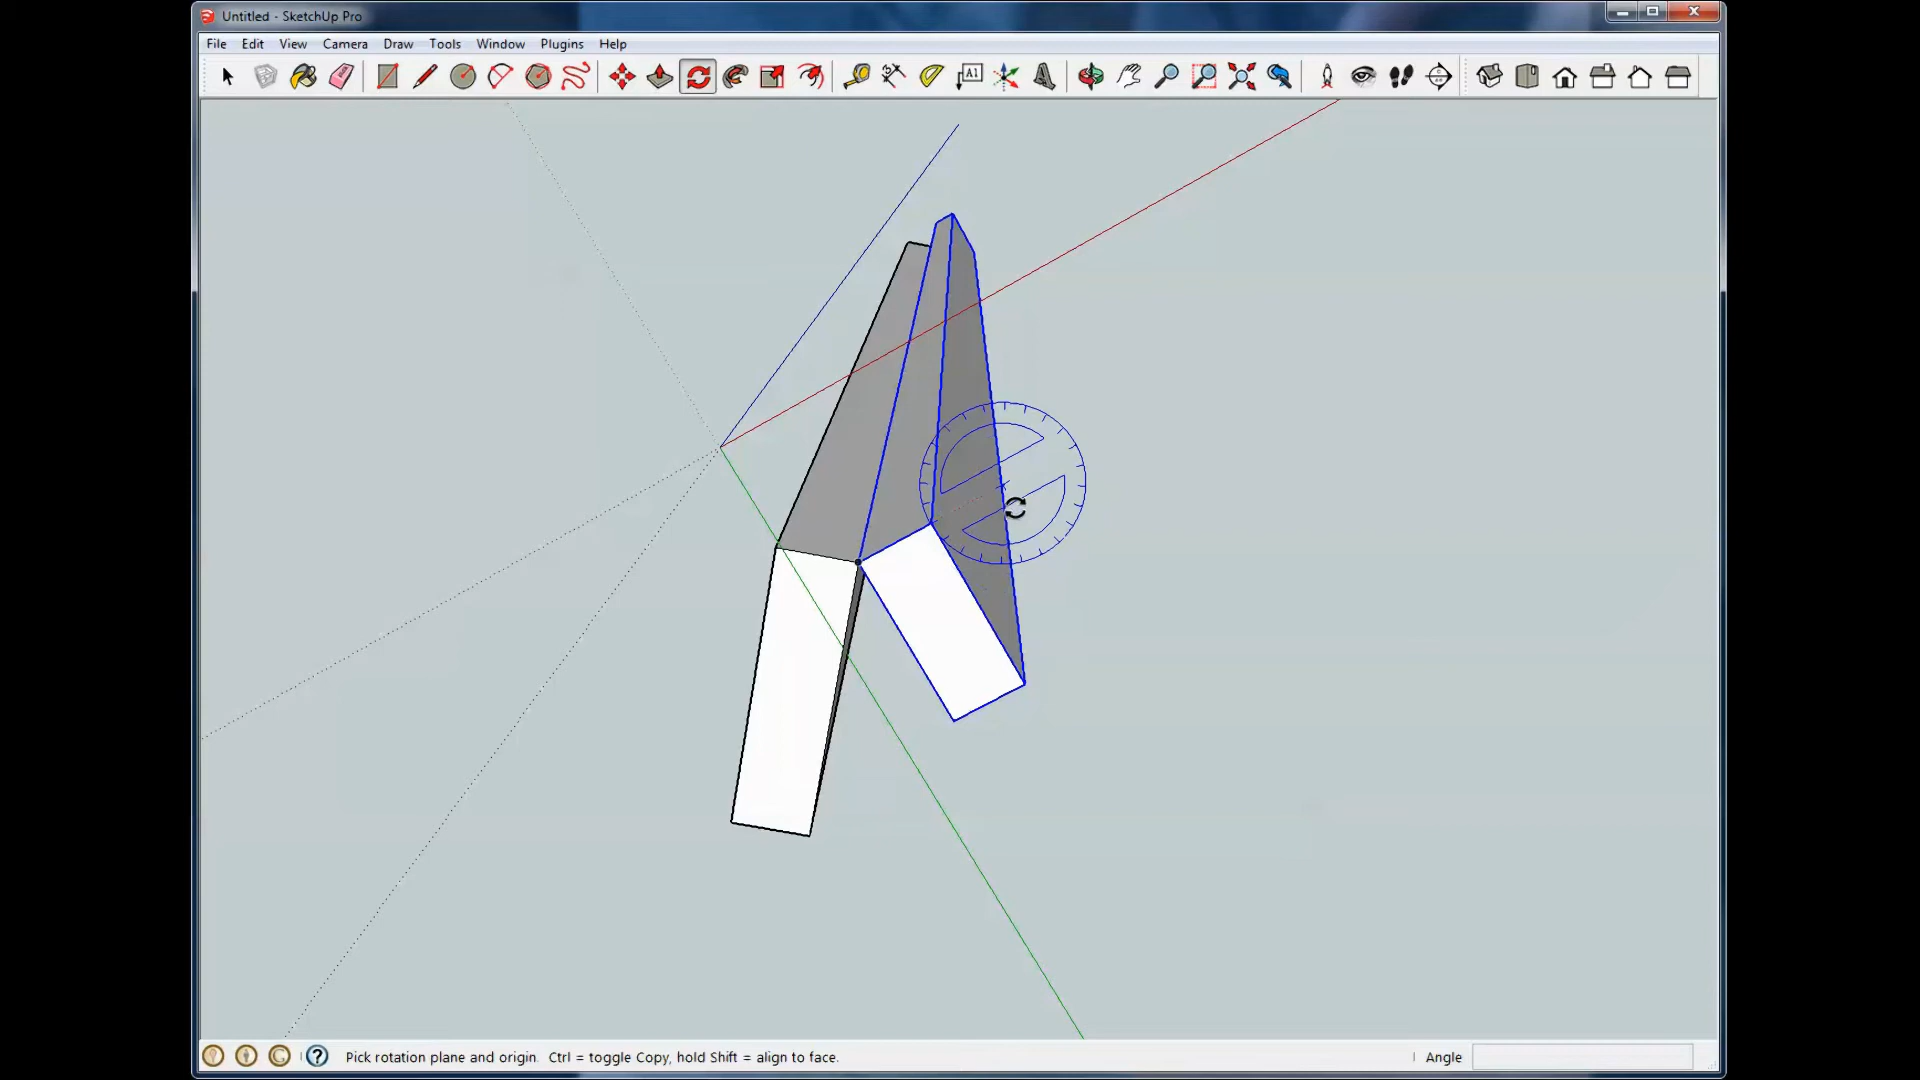 Untitled - SketchUp Pro
File Edit View Camera Draw Tools Window Plugins Help
A1
Pick rotation plane and origin. Ctrl = toggle Copy, hold Shift = align to face.
Angle